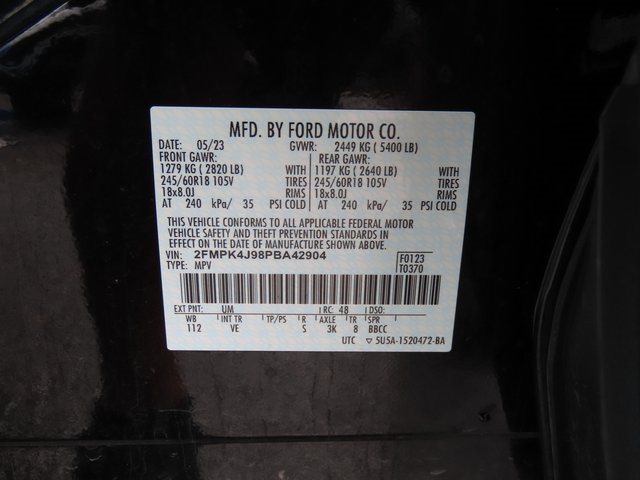 MFD. BY FORD MOTOR CO.
DATE: 05/23 GVWR: 2449 KG ( 5400 LB)
FRONT GAWR: REAR GAWR:
1279 KG ( 2820 LB) WITH 1197 KG ( 2640 LB) WITH
245/60R18 105V TIRES 245/60R18 105V TIRES
18x8.0J RIMS 18x8.0J RIMS
AT 240 kPa/ 35 PSI COLD AT 240 kPa/ 35 PSI COLD
THIS VEHICLE CONFORMS TO ALL APPLICABLE FEDERAL MOTOR
VEHICLE SAFETY AND THEFT PREVENTION STANDARDS IN
EFFECT ON THE DATE OF MANUFACTURE SHOWN ABOVE.
VIN: 2FMPK4J98PBA42904 F0123
TYPE: MPV T0370
EXT PNT: UM RC: 48 DSO:
WB INT TR TP/PS R AXLE TR SPR
112 VE S 3K 8 BBCC
UTC ▽ 5U5A-1520472-BA